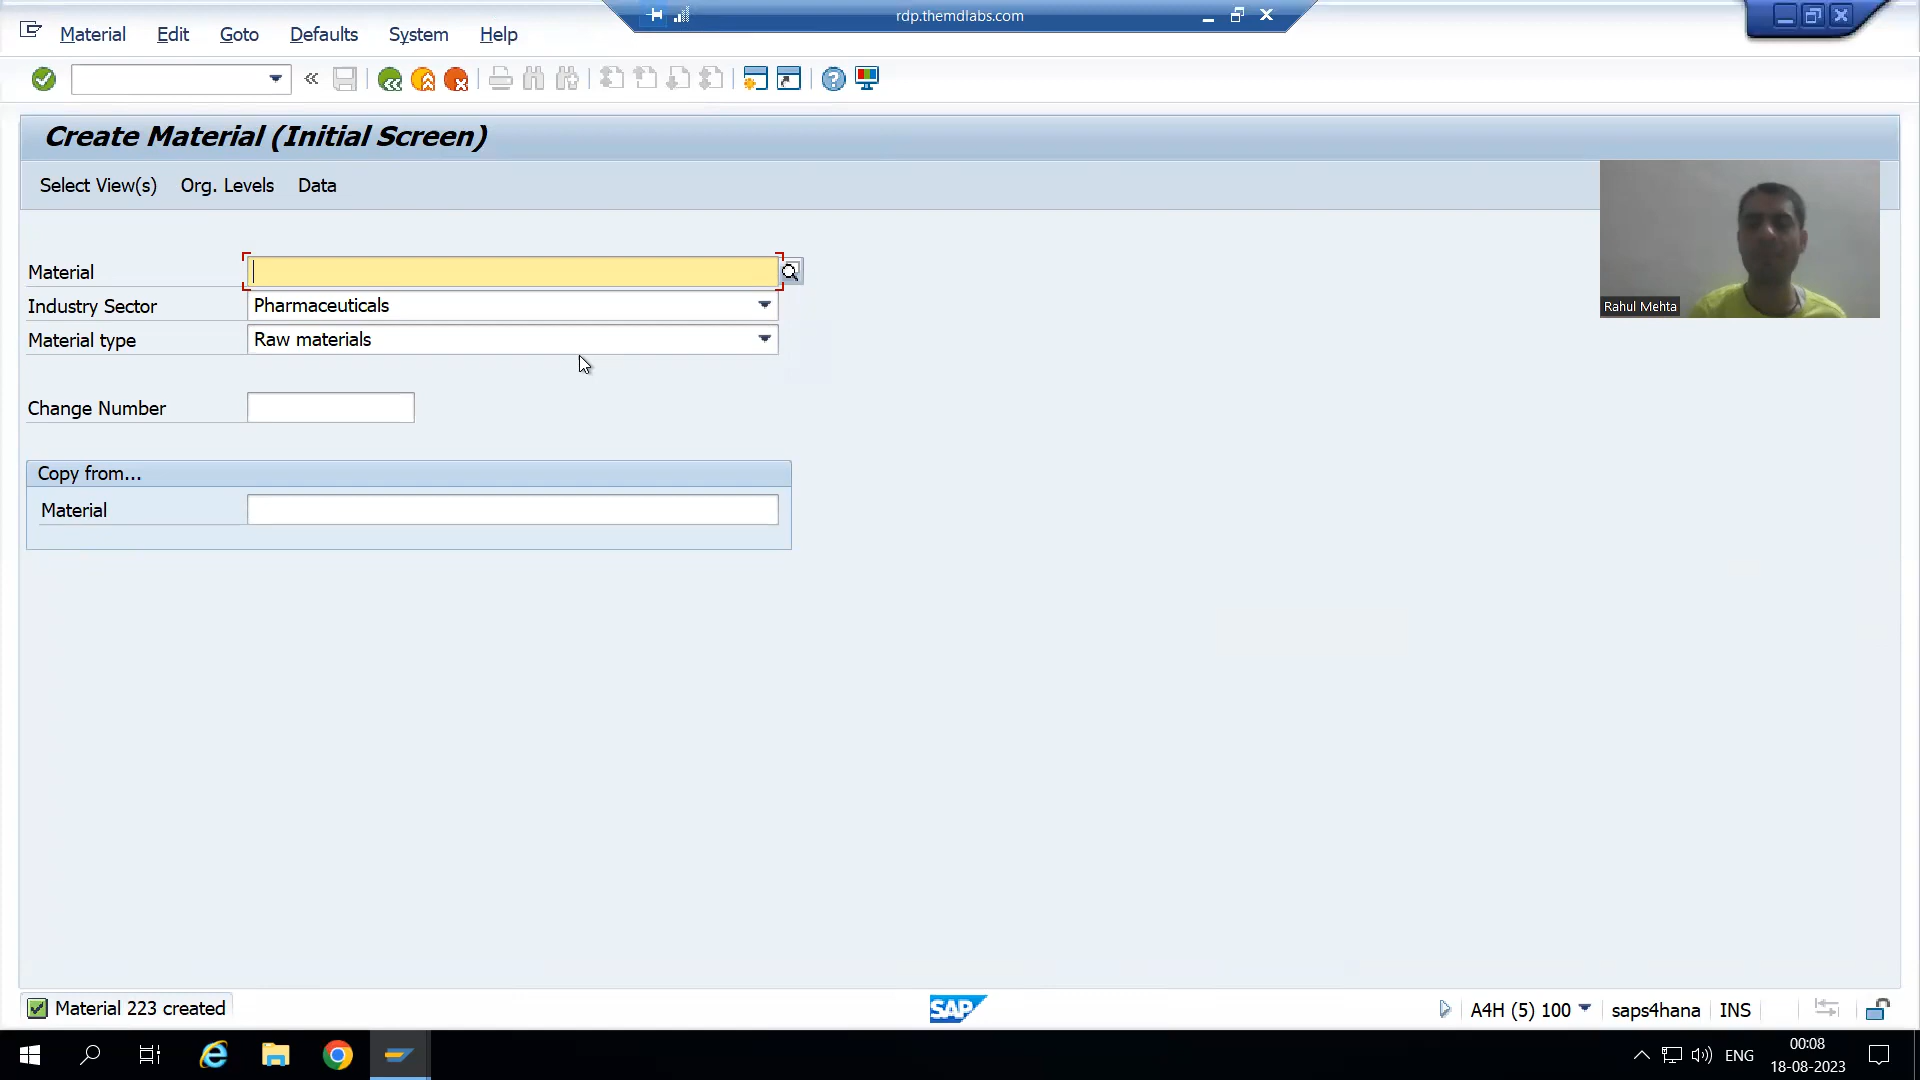 rdp.themdlabs.com
Material Edit Goto Defaults System Help
Create Material (Initial Screen)
Select View(s) Org. Levels Data
Material
Industry Sector Pharmaceuticals
Material type Raw materials
Rahul Mehta
Change Number
Copy from...
Material
Material 223 created
SAP
A4H (5) 100 saps4hana INS
ENG
00:08
18-08-2023